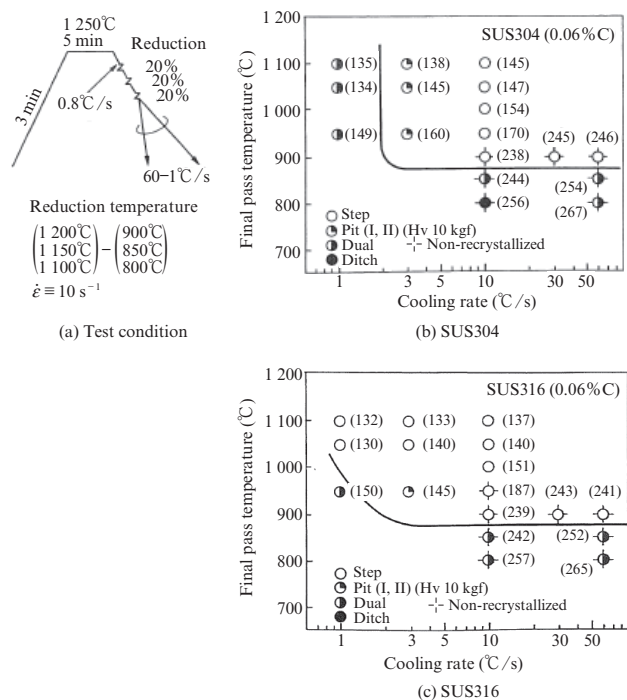 1 250℃
5 min
Reduction
20%
20%
20%
0.8℃/s
3 min
60−1℃/s
Reduction temperature
(1 200℃ 1 150℃ 1 100℃) − (900℃ 850℃ 800℃)
ε̇ ≡ 10 s⁻¹
(a) Test condition
Final pass temperature (℃)
SUS304 (0.06%C)
1 100
1 000
900
800
700
(135) (138) (145)
(134) (145) (147)
(154)
(149) (160) (170)
(238) (245) (246)
(244) (254)
(256) (267)
Step
Pit (I, II) (Hv 10 kgf)
Dual
Non-recrystallized
Ditch
1 3 5 10 30 50
Cooling rate (℃/s)
(b) SUS304
Final pass temperature (℃)
1 200
SUS316 (0.06%C)
1 100
1 000
900
800
700
(132) (133) (137)
(130) (140) (140)
(151)
(150) (145) (187)
(239) (243) (241)
(242) (252)
(257) (265)
Step
Pit (I, II) (Hv 10 kgf)
Dual
Non-recrystallized
Ditch
1 3 5 10 30 50
Cooling rate (℃/s)
(c) SUS316